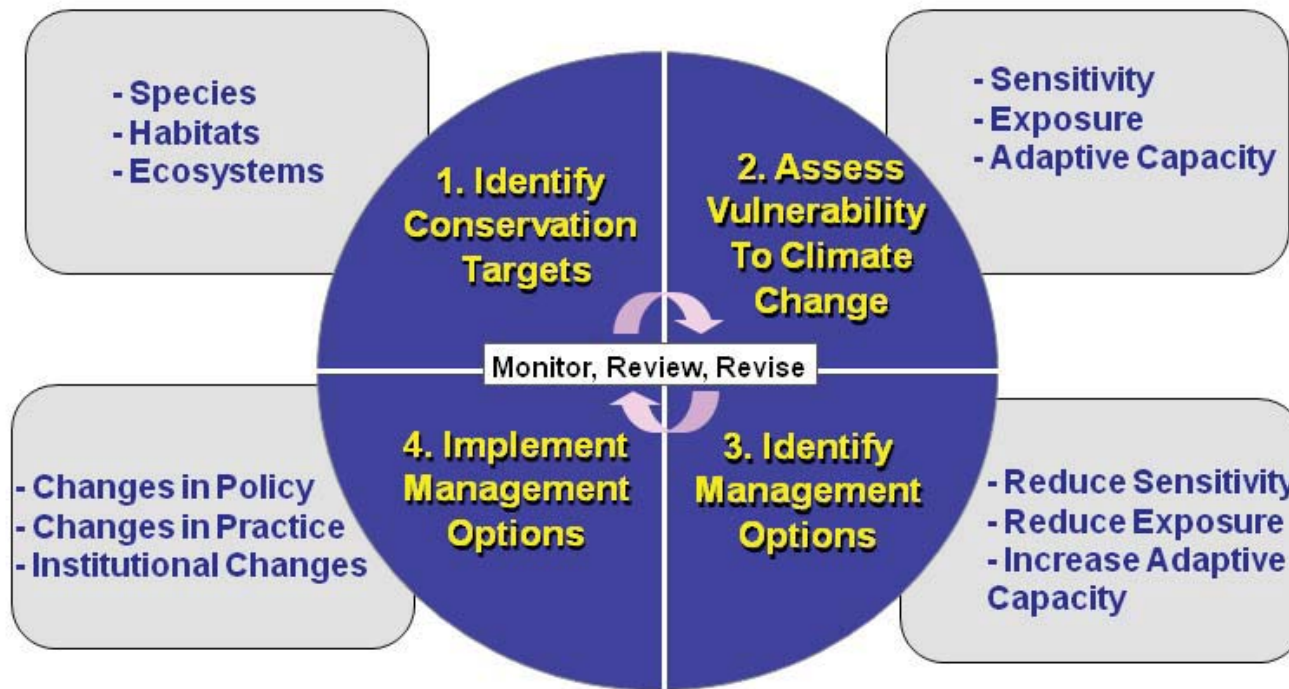 - Species
- Habitats
- Ecosystems
1. Identify
Conservation
Targets
2. Assess
Vulnerability
To Climate
Change
- Sensitivity
- Exposure
- Adaptive Capacity
Monitor, Review, Revise
- Changes in Policy
- Changes in Practice
- Institutional Changes
4. Implement
Management
Options
3. Identify
Management
Options
- Reduce Sensitivity
- Reduce Exposure
- Increase Adaptive
Capacity